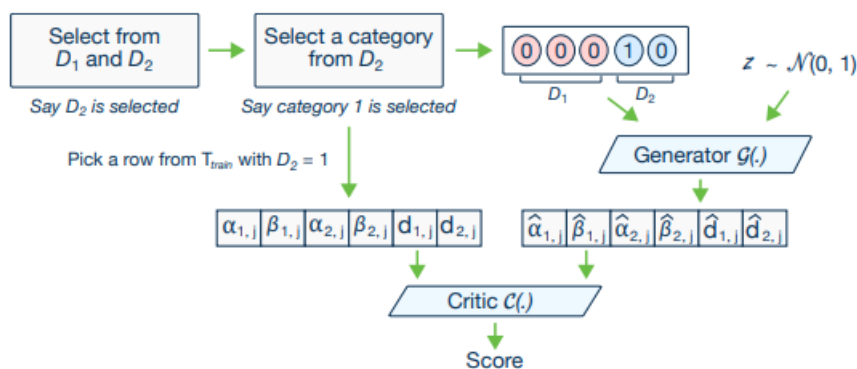 Select from
D₁ and D₂
Select a category
from D₂
0 0 0 1 0
D₁ D₂
z ~ 𝒩(0, 1)
Say D₂ is selected
Say category 1 is selected
Pick a row from T_train with D₂ = 1
Generator 𝒢(.)
α₁,ⱼ β₁,ⱼ α₂,ⱼ β₂,ⱼ d₁,ⱼ d₂,ⱼ
α̂₁,ⱼ β̂₁,ⱼ α̂₂,ⱼ β̂₂,ⱼ d̂₁,ⱼ d̂₂,ⱼ
Critic 𝒞(.)
Score